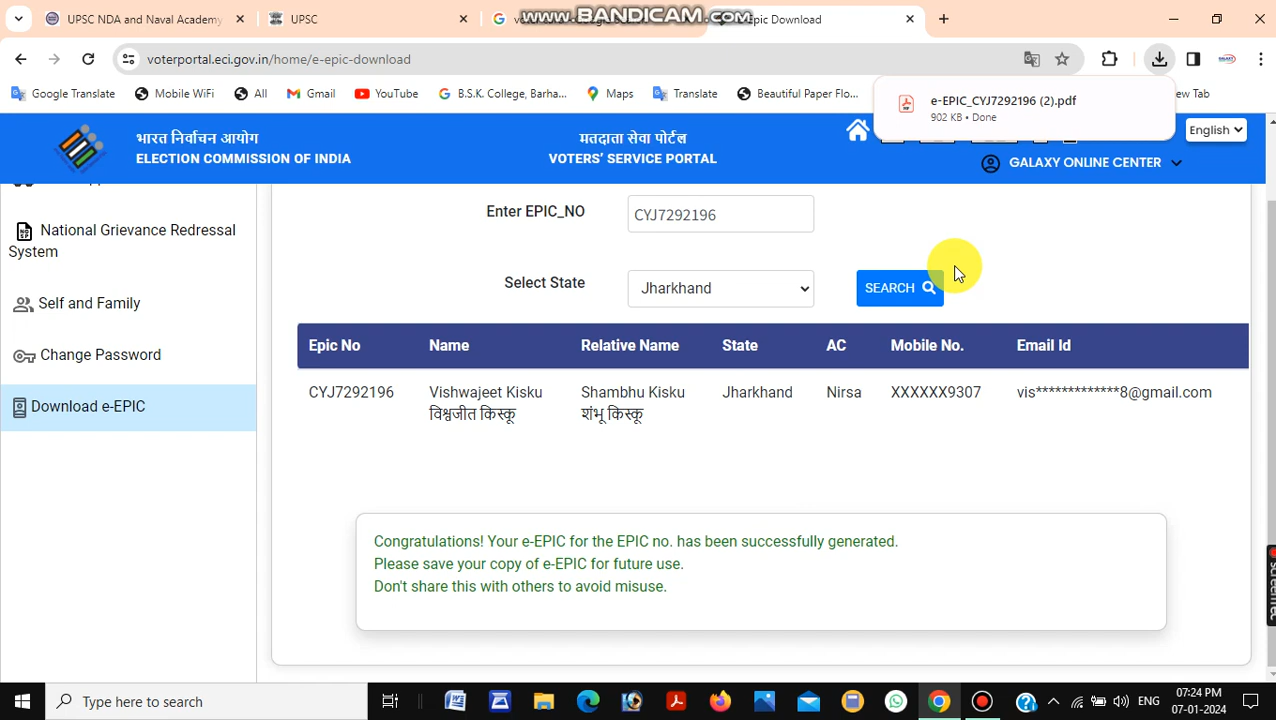 UPSC NDA and Naval Academy
UPSC
www.BANDICAM.com
Epic Download
voterportal.eci.gov.in/home/e-epic-download
Google Translate
Mobile WiFi
All
Gmail
YouTube
B.S.K. College, Barha...
Maps
Translate
Beautiful Paper Flo...
ew Tab
e-EPIC_CYJ7292196 (2).pdf
902 KB • Done
भारत निर्वाचन आयोग
ELECTION COMMISSION OF INDIA
मतदाता सेवा पोर्टल
VOTERS' SERVICE PORTAL
English
GALAXY ONLINE CENTER
National Grievance Redressal
System
Self and Family
Change Password
Download e-EPIC
Enter EPIC_NO
CYJ7292196
Select State
Jharkhand
SEARCH
Epic No Name Relative Name State AC Mobile No. Email Id
CYJ7292196 Vishwajeet Kisku Shambhu Kisku Jharkhand Nirsa XXXXXX9307 vis*************8@gmail.com
विश्वजीत किस्कू शंभू किस्कू
Congratulations! Your e-EPIC for the EPIC no. has been successfully generated.
Please save your copy of e-EPIC for future use.
Don't share this with others to avoid misuse.
Type here to search
ENG
07:24 PM
07-01-2024